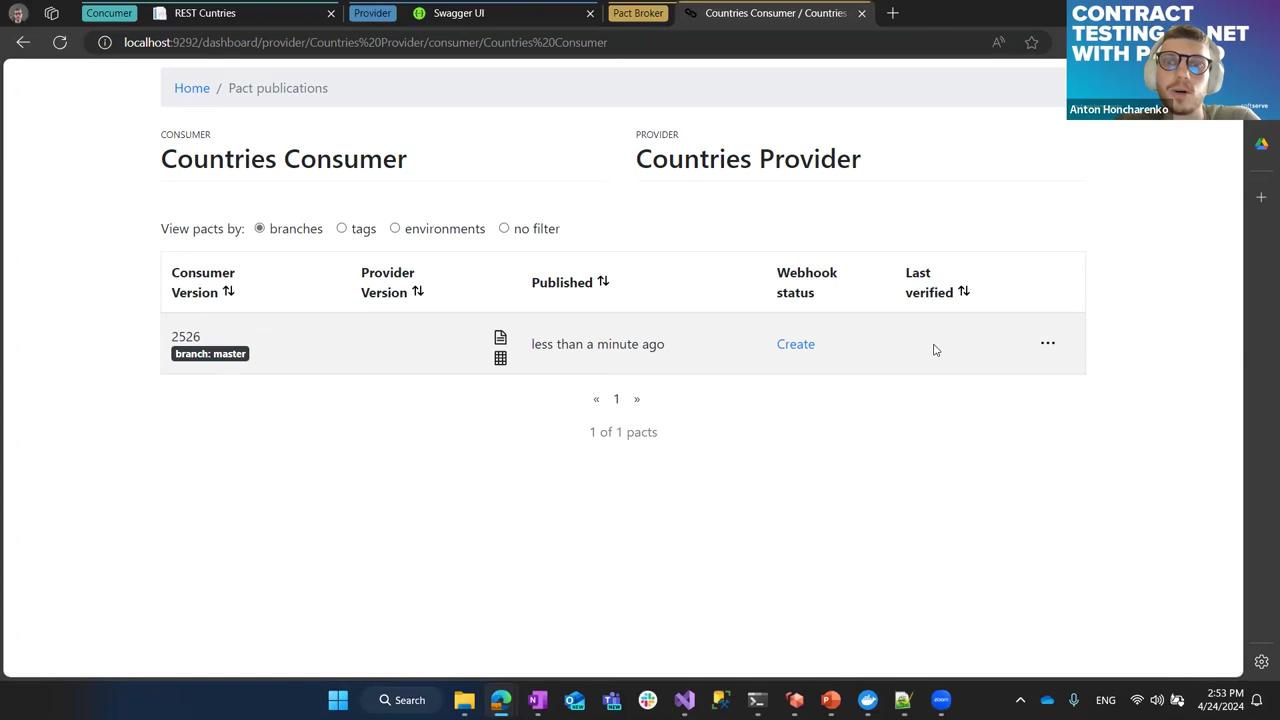 Concumer
REST Cuntries
Provider
Swagger UI
Pact Broker
Countries Consumer / Countries
localhost:9292/dashboard/provider/Countries%20Provider/consumer/Countries%20Consumer
CONTRACT
TESTING
NET
WITH P
Anton Honcharenko
softserve
Home / Pact publications
CONSUMER
PROVIDER
Countries Consumer
Countries Provider
View pacts by: branches tags environments no filter
Consumer Version
Provider Version
Published
Webhook status
Last verified
2526
branch: master
less than a minute ago
Create
...
« 1 »
1 of 1 pacts
Search
ENG
2:53 PM
4/24/2024